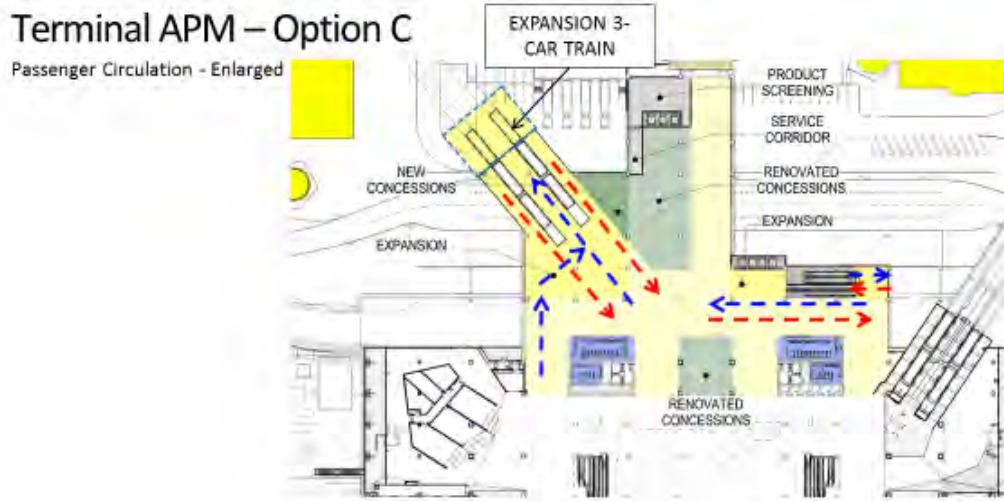 Terminal APM – Option C
Passenger Circulation - Enlarged
EXPANSION 3-
CAR TRAIN
PRODUCT
SCREENING
SERVICE
CORRIDOR
NEW
CONCESSIONS
RENOVATED
CONCESSIONS
EXPANSION
EXPANSION
RENOVATED
CONCESSIONS